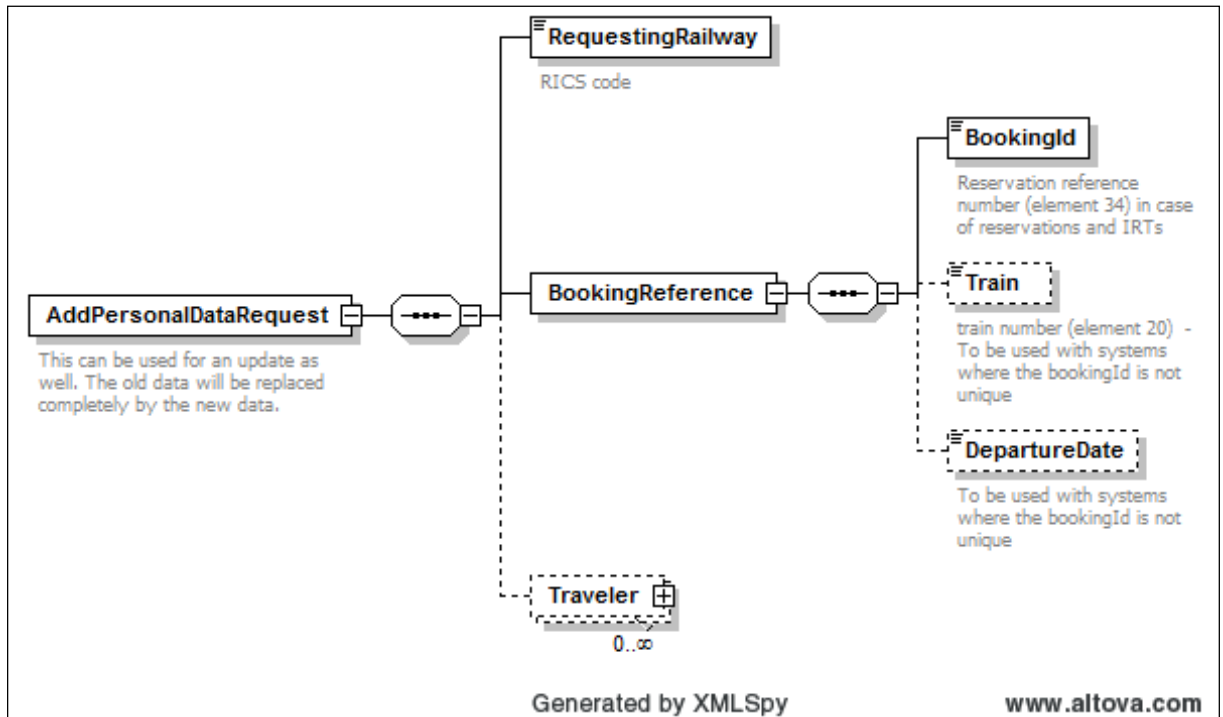 RequestingRailway
RICS code
BookingId
Reservation reference
number (element 34) in case
of reservations and IRTs
BookingReference
Train
train number (element 20)  -
To be used with systems
where the bookingId is not
unique
AddPersonalDataRequest
This can be used for an update as
well. The old data will be replaced
completely by the new data.
DepartureDate
To be used with systems
where the bookingId is not
unique
Traveler
0..∞
Generated by XMLSpy
www.altova.com